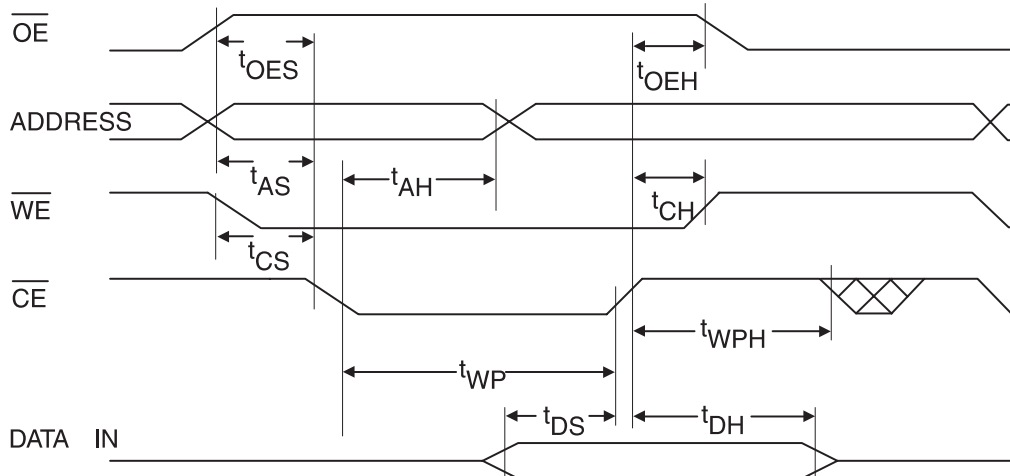 OE
tOES
tOEH
ADDRESS
tAS
tAH
WE
tCH
tCS
CE
tWPH
tWP
tDS
tDH
DATA IN